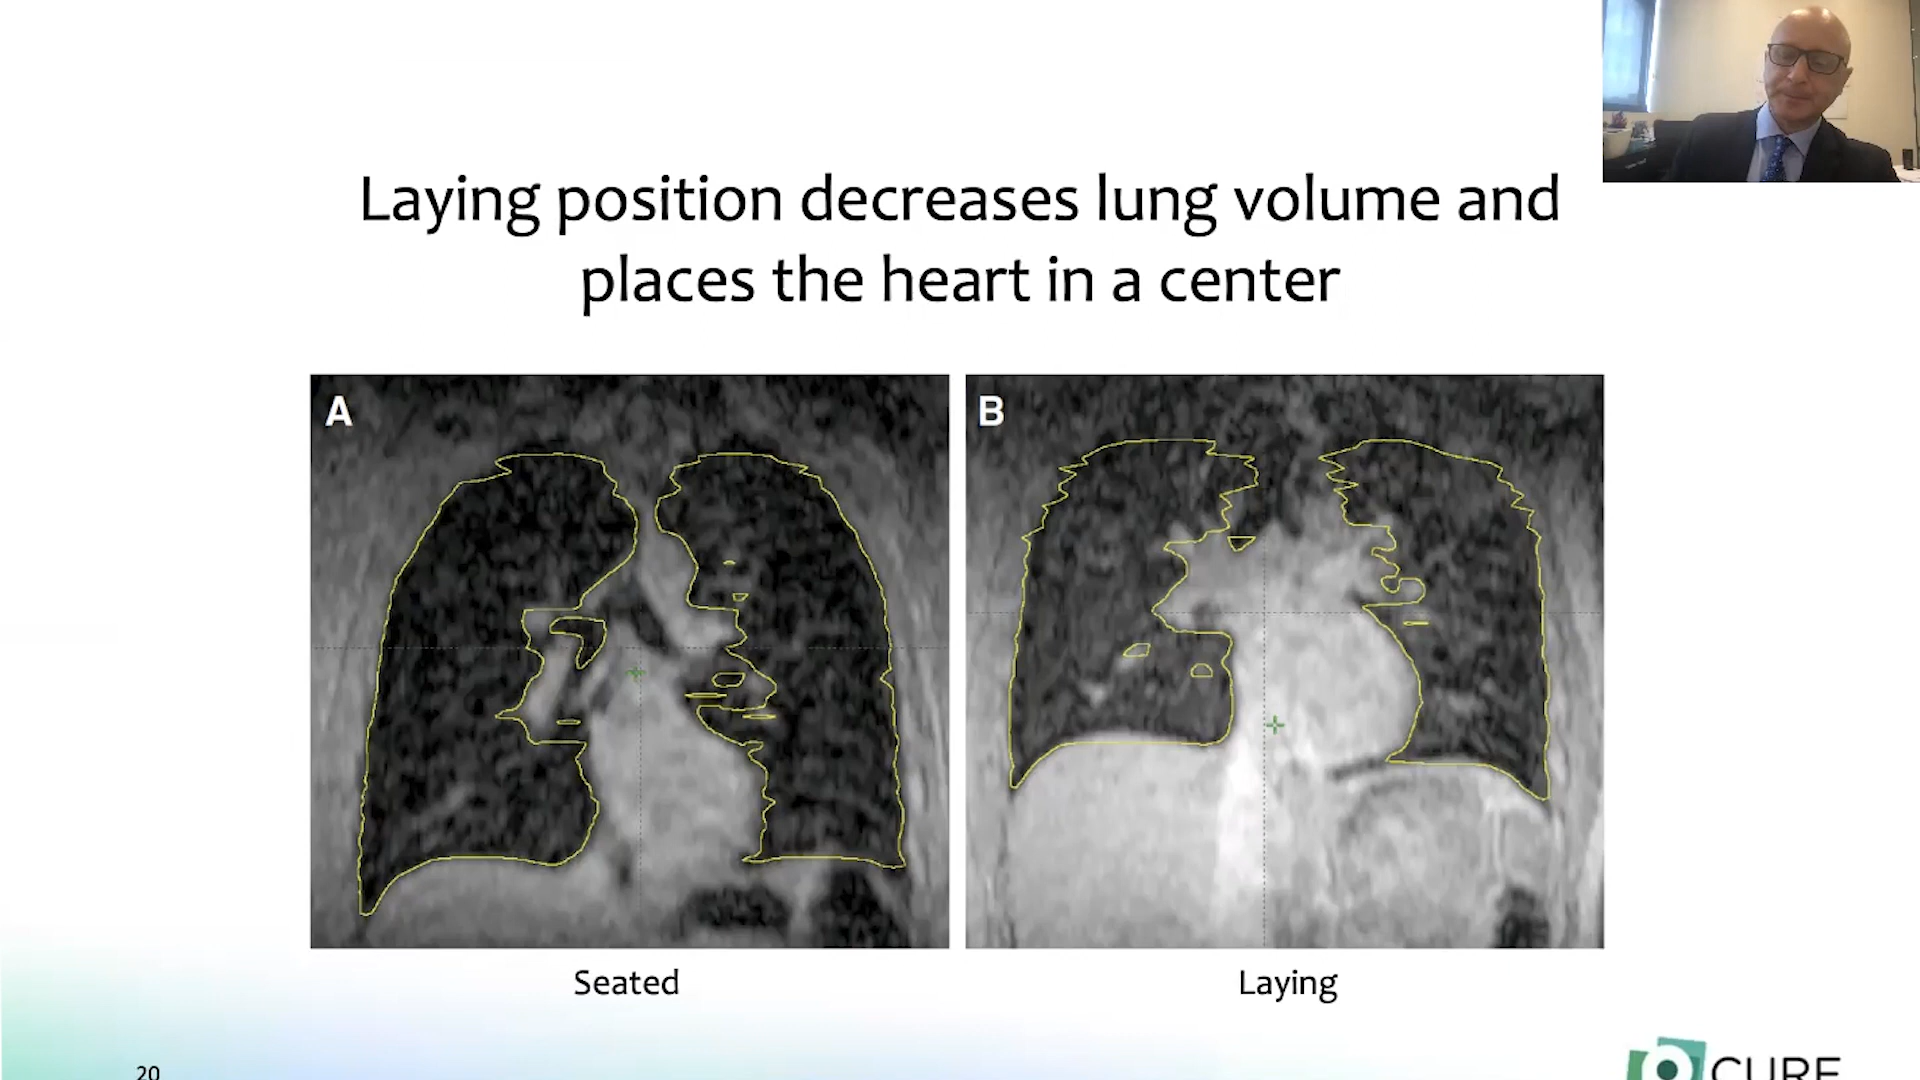 Laying position decreases lung volume and
places the heart in a center
A
B
Seated
Laying
20
CURE